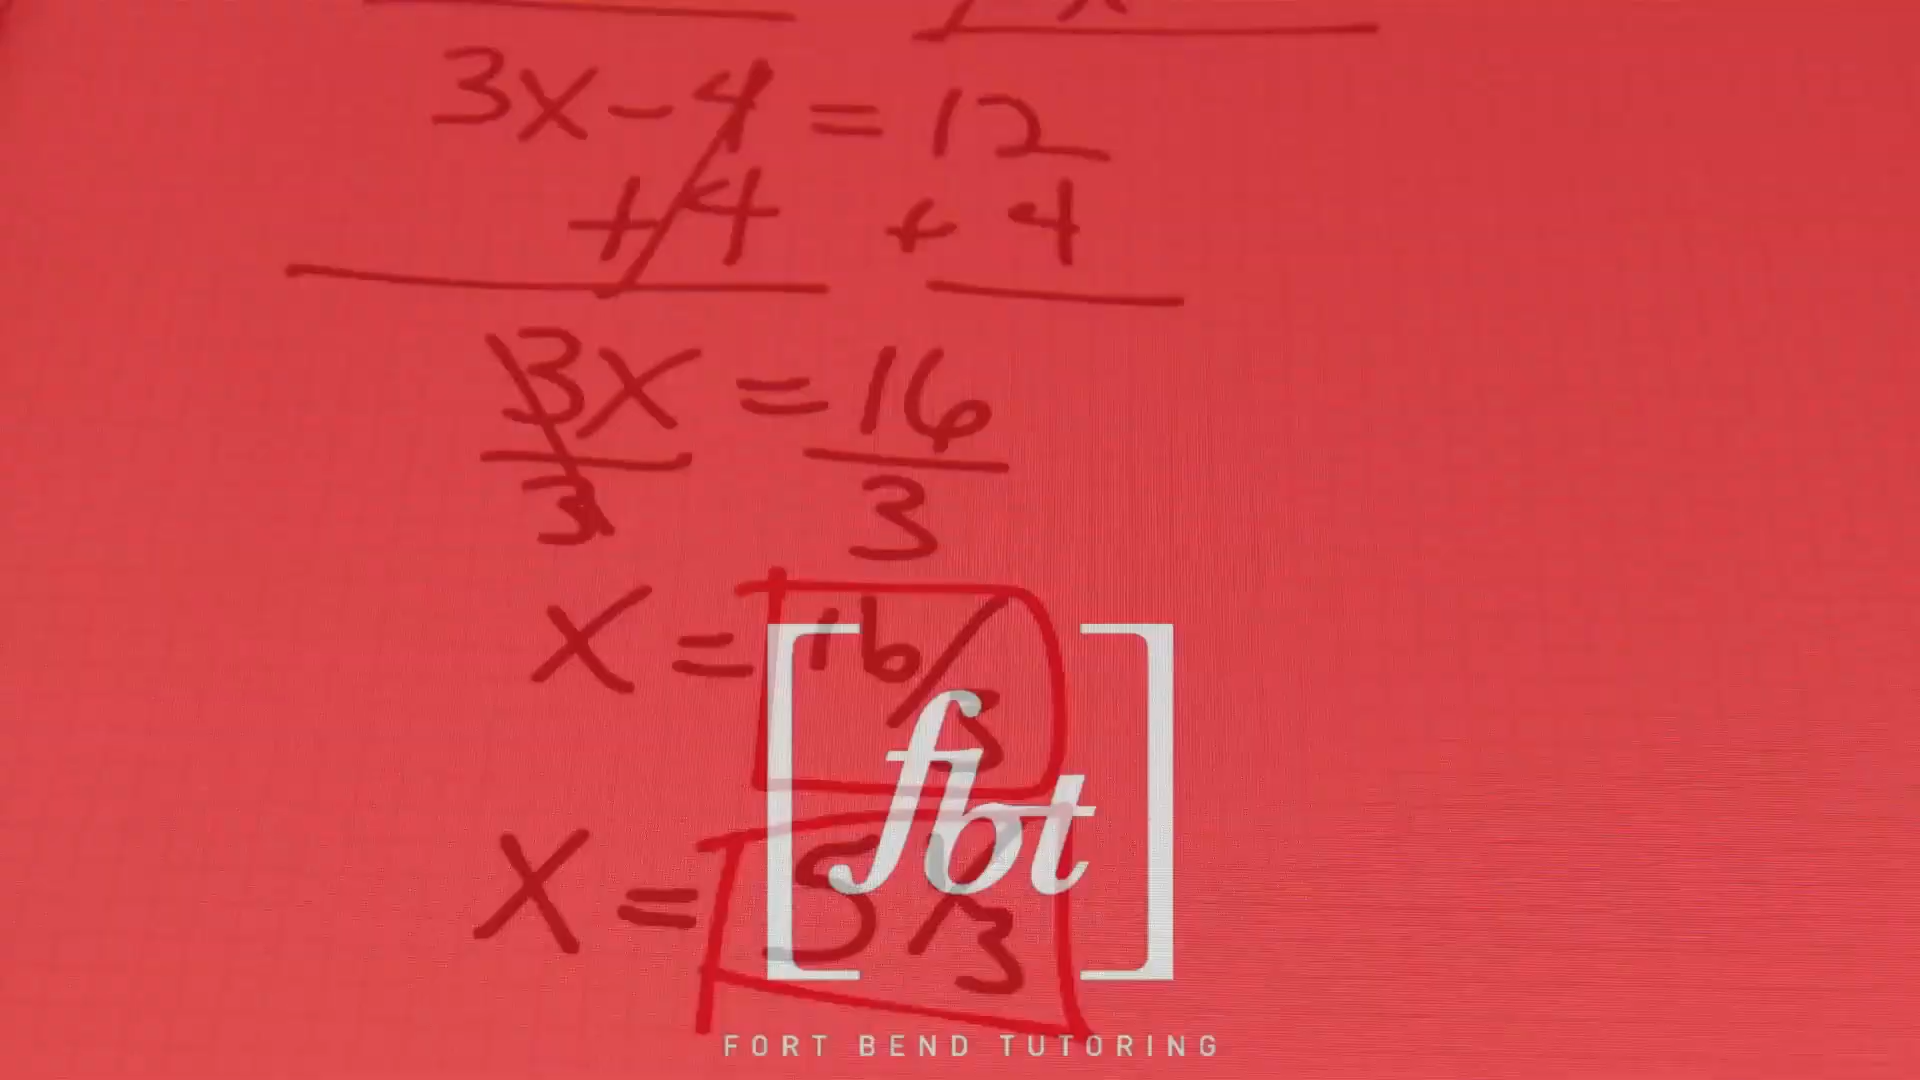 3x - 4 = 12
+ 4 + 4
3x = 16
3 3
x = 16/3
x = 5 1/3
fbt
FORT BEND TUTORING